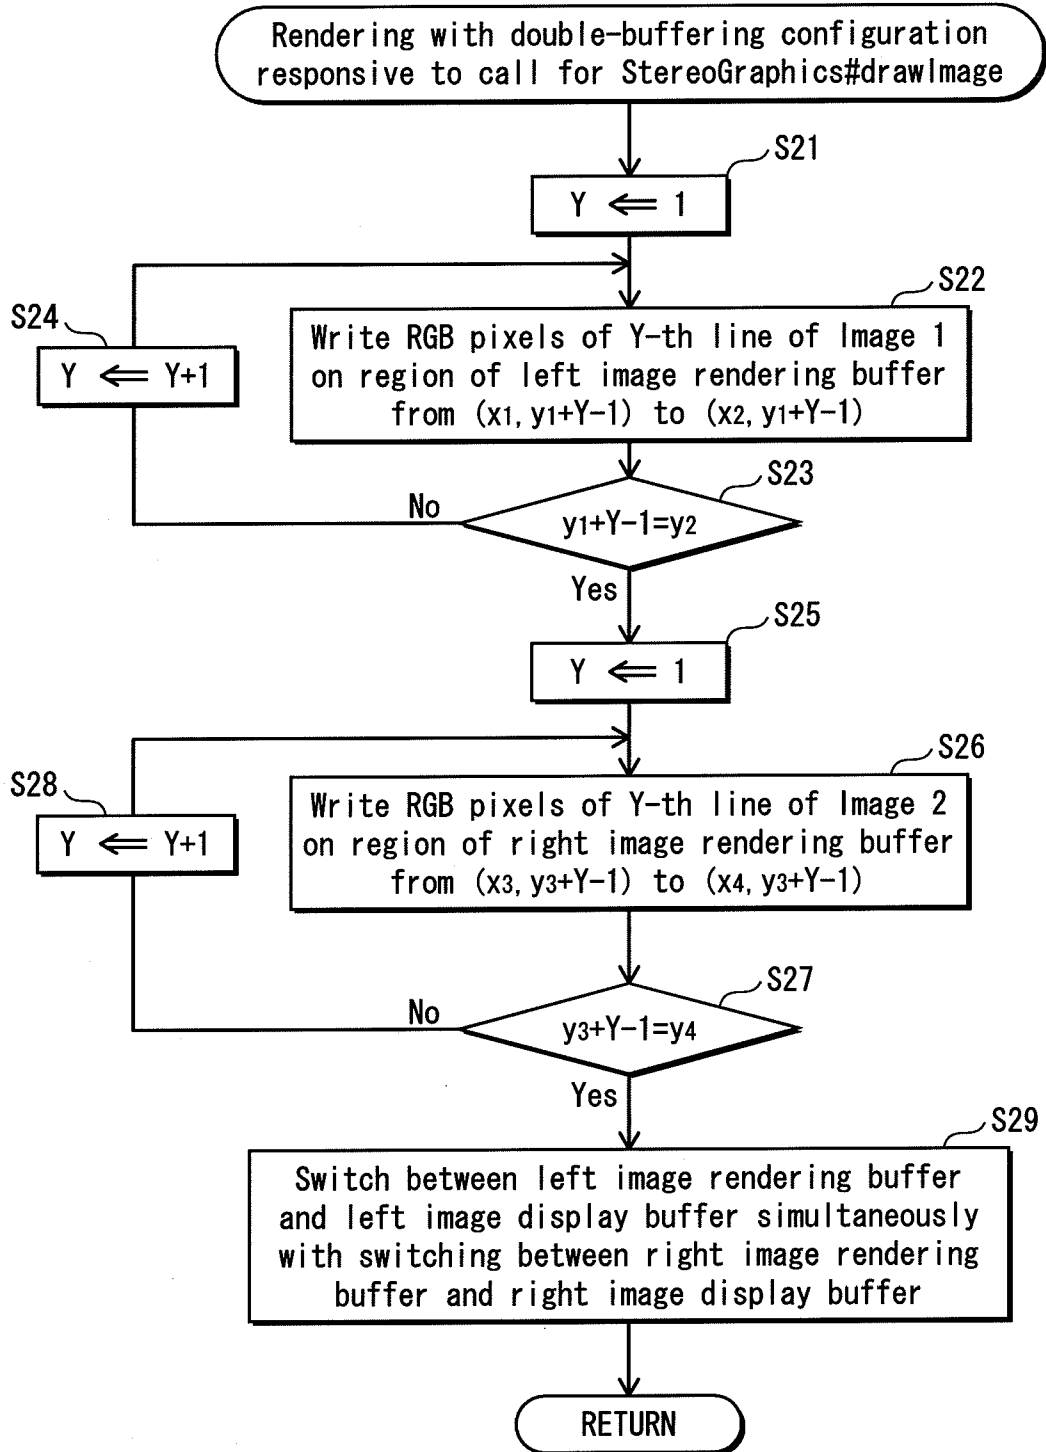 Rendering with double-buffering configuration
responsive to call for StereoGraphics#drawImage
S21
Y ⇐ 1
S22
Write RGB pixels of Y-th line of Image 1
on region of left image rendering buffer
from (x1, y1+Y-1) to (x2, y1+Y-1)
S24
Y ⇐ Y+1
S23
No
y1+Y-1=y2
Yes
S25
Y ⇐ 1
S26
Write RGB pixels of Y-th line of Image 2
on region of right image rendering buffer
from (x3, y3+Y-1) to (x4, y3+Y-1)
S28
Y ⇐ Y+1
S27
No
y3+Y-1=y4
Yes
S29
Switch between left image rendering buffer
and left image display buffer simultaneously
with switching between right image rendering
buffer and right image display buffer
RETURN